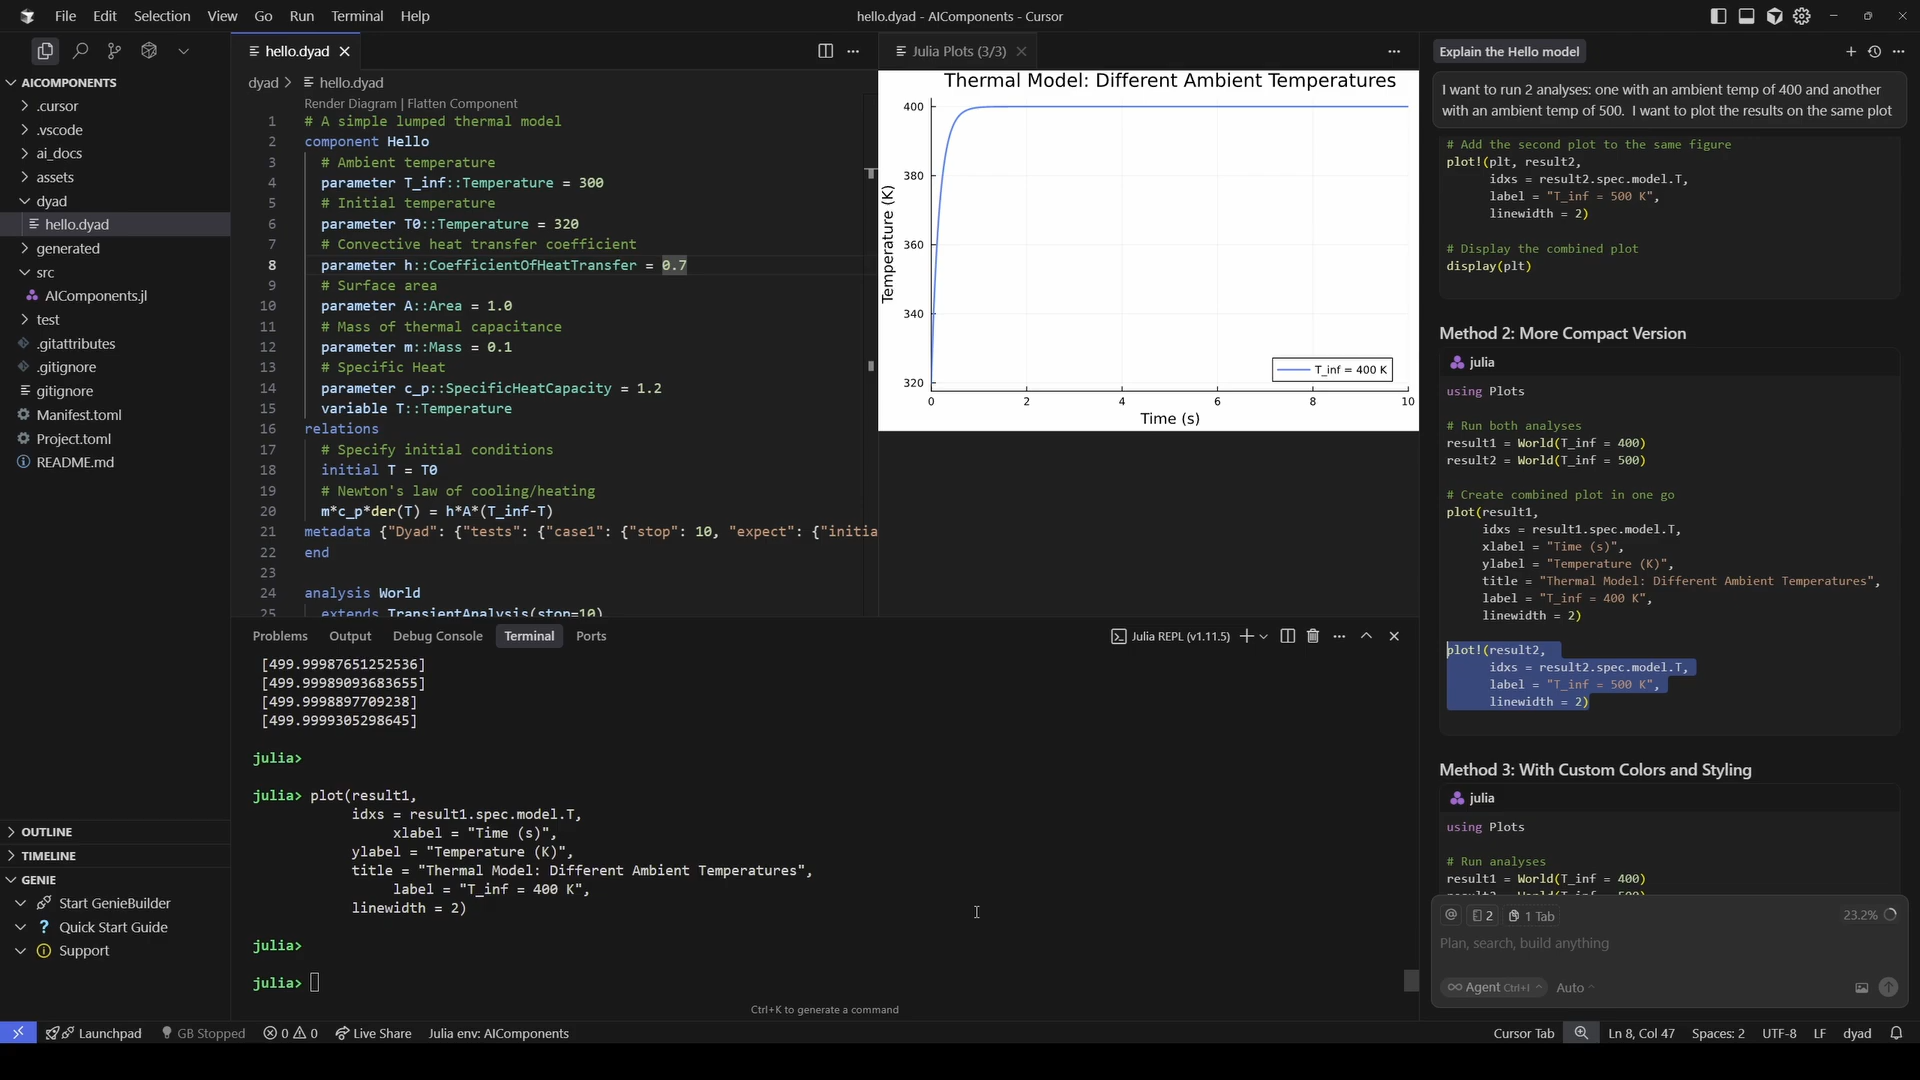 File Edit Selection View Go Run Terminal Help
hello.dyad - AIComponents - Cursor
AICOMPONENTS
.cursor
.vscode
ai_docs
assets
dyad
hello.dyad
generated
src
AIComponents.jl
test
.gitattributes
.gitignore
gitignore
Manifest.toml
Project.toml
README.md
OUTLINE
TIMELINE
GENIE
Start GenieBuilder
? Quick Start Guide
Support
hello.dyad
dyad > hello.dyad
Render Diagram | Flatten Component
1 # A simple lumped thermal model
2 component Hello
3 # Ambient temperature
4 parameter T_inf::Temperature = 300
5 # Initial temperature
6 parameter T0::Temperature = 320
7 # Convective heat transfer coefficient
8 parameter h::CoefficientOfHeatTransfer = 0.7
9 # Surface area
10 parameter A::Area = 1.0
11 # Mass of thermal capacitance
12 parameter m::Mass = 0.1
13 # Specific Heat
14 parameter c_p::SpecificHeatCapacity = 1.2
15 variable T::Temperature
16 relations
17 # Specify initial conditions
18 initial T = T0
19 # Newton's law of cooling/heating
20 m*c_p*der(T) = h*A*(T_inf-T)
21 metadata {"Dyad": {"tests": {"case1": {"stop": 10, "expect": {"initia
22 end
23
24 analysis World
25 extends TransientAnalysis(stop=10)
Julia Plots (3/3)
Thermal Model: Different Ambient Temperatures
Temperature (K)
400
380
360
340
320
T_inf = 400 K
0 2 4 6 8 10
Time (s)
Problems Output Debug Console Terminal Ports
Julia REPL (v1.11.5)
[499.99987651252536]
[499.99989093683655]
[499.9998897709238]
[499.9999305298645]
julia>
julia> plot(result1,
idxs = result1.spec.model.T,
xlabel = "Time (s)",
ylabel = "Temperature (K)",
title = "Thermal Model: Different Ambient Temperatures",
label = "T_inf = 400 K",
linewidth = 2)
julia>
julia>
Ctrl+K to generate a command
Explain the Hello model
I want to run 2 analyses: one with an ambient temp of 400 and another
with an ambient temp of 500. I want to plot the results on the same plot
# Add the second plot to the same figure
plot!(plt, result2,
idxs = result2.spec.model.T,
label = "T_inf = 500 K",
linewidth = 2)
# Display the combined plot
display(plt)
Method 2: More Compact Version
julia
using Plots
# Run both analyses
result1 = World(T_inf = 400)
result2 = World(T_inf = 500)
# Create combined plot in one go
plot(result1,
idxs = result1.spec.model.T,
xlabel = "Time (s)",
ylabel = "Temperature (K)",
title = "Thermal Model: Different Ambient Temperatures",
label = "T_inf = 400 K",
linewidth = 2)
plot!(result2,
idxs = result2.spec.model.T,
label = "T_inf = 500 K",
linewidth = 2)
Method 3: With Custom Colors and Styling
julia
using Plots
# Run analyses
result1 = World(T_inf = 400)
result2 = World(T_inf = 500)
@ 2 1 Tab 23.2%
Plan, search, build anything
Agent Ctrl+I Auto
Launchpad GB Stopped 0 0 Live Share Julia env: AIComponents
Cursor Tab Ln 8, Col 47 Spaces: 2 UTF-8 LF dyad